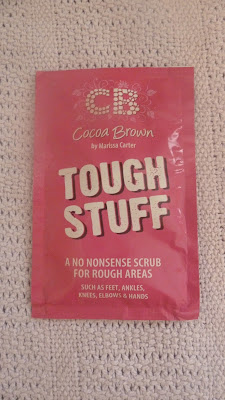 CB
Cocoa Brown
by Marissa Carter
TOUGH
STUFF
A NO NONSENSE SCRUB
FOR ROUGH AREAS
SUCH AS FEET, ANKLES,
KNEES, ELBOWS & HANDS